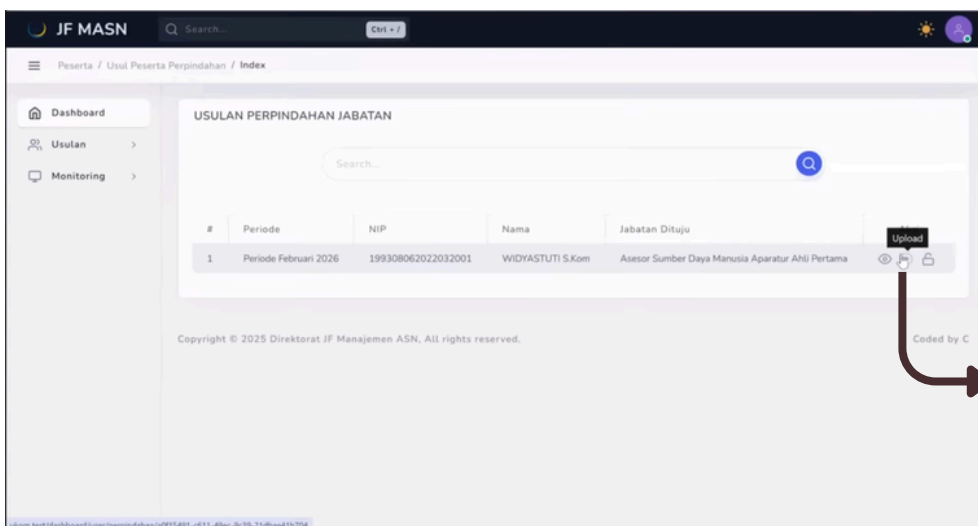 JF MASN
Search...
Ctrl + /
Peserta / Usul Peserta Perpindahan / Index
Dashboard
Usulan
Monitoring
USULAN PERPINDAHAN JABATAN
Search...
# Periode NIP Nama Jabatan Dituju
Upload
1 Periode Februari 2026 199308062022032001 WIDYASTUTI S.Kom Asesor Sumber Daya Manusia Aparatur Ahli Pertama
Copyright © 2025 Direktorat JF Manajemen ASN, All rights reserved.
Coded by C